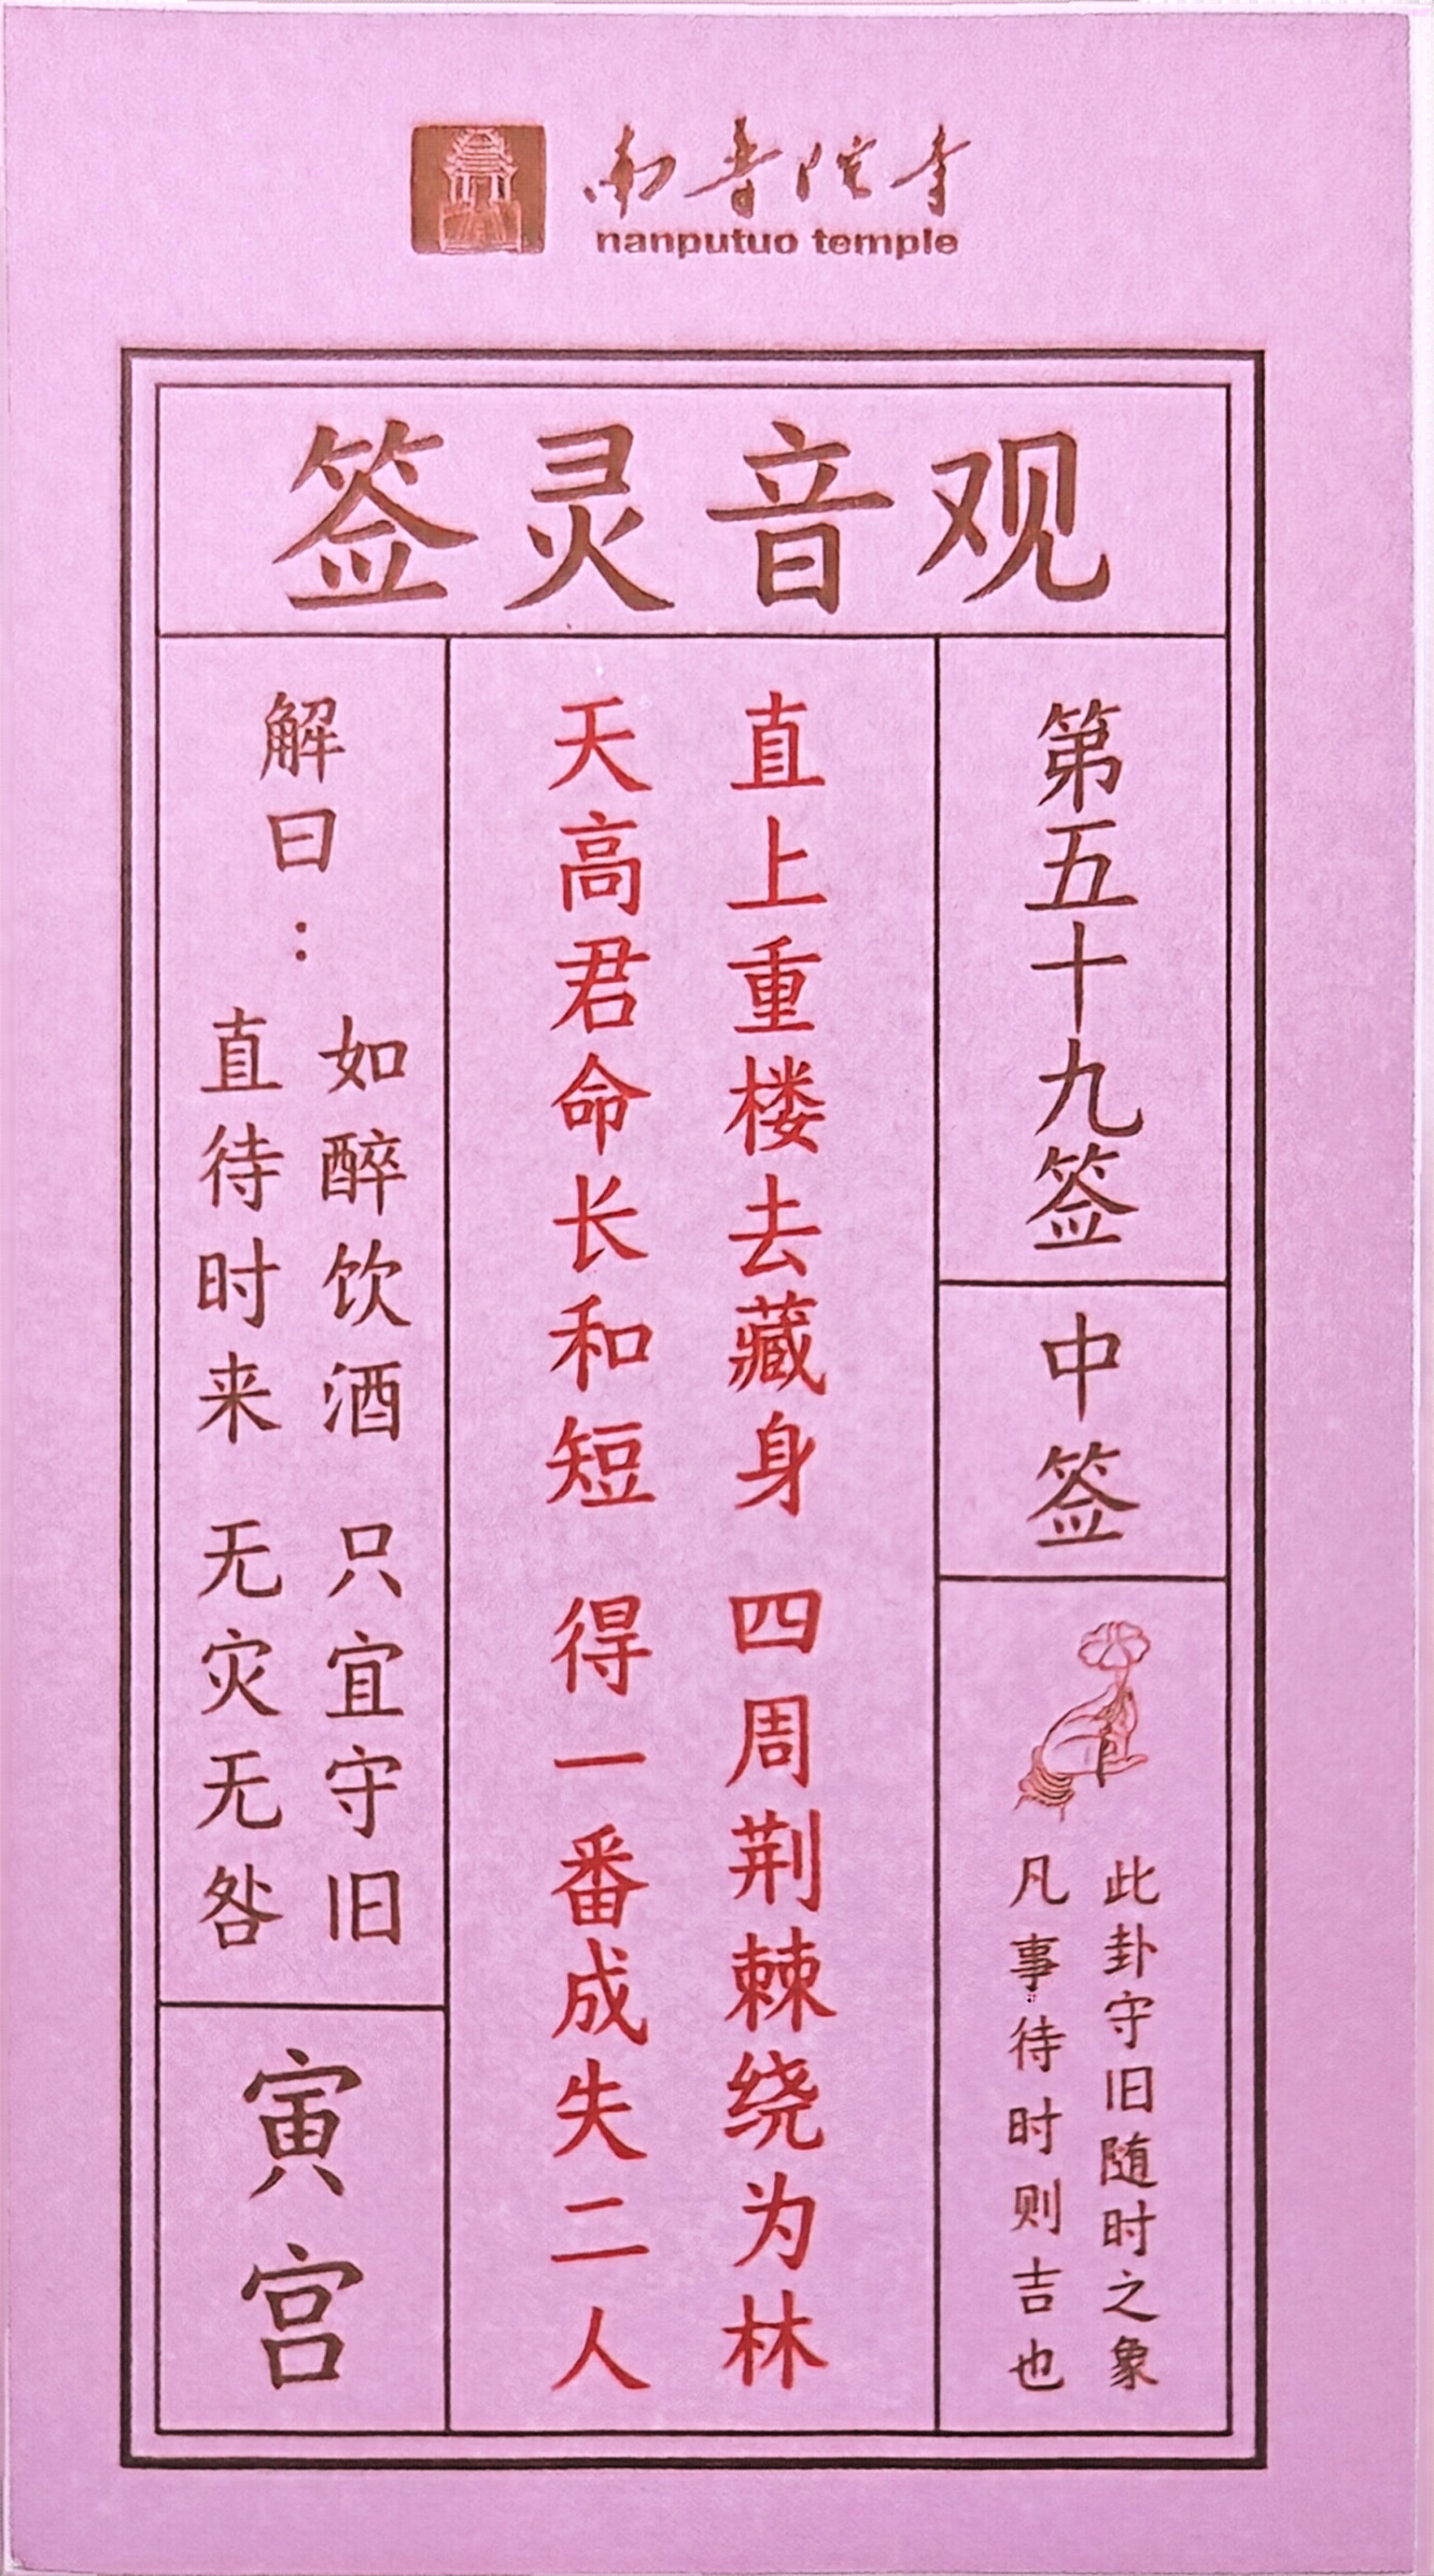 南普陀寺
nanputuo temple
观音灵签
第五十九签
中签
此卦守旧随时之象
凡事待时则吉也
直上重楼去藏身 四周荆棘绕为林
天高君命长和短 得一番成失二人
解曰：
如醉饮酒 只宜守旧
直待时来 无灾无咎
寅宫